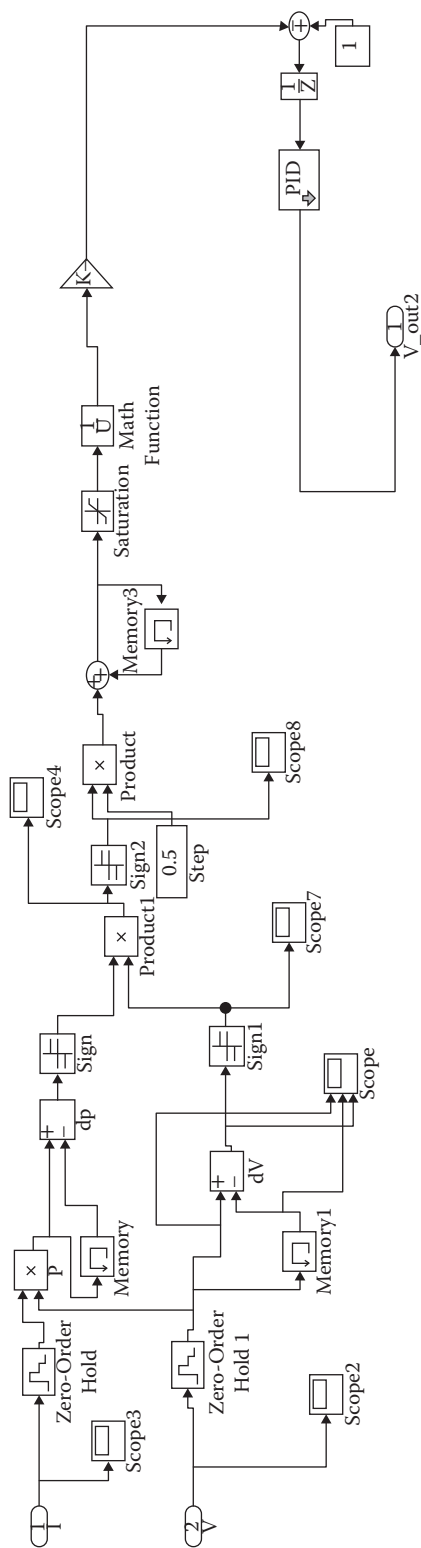 1
I
Scope3
Zero-Order
Hold
×
P
Memory
+
−
dp
Sign
2
V
Scope2
Zero-Order
Hold 1
Memory1
+
−
dV
Scope
Sign1
Scope7
×
Product1
Scope4
Sign2
0.5
Step
×
Product
Scope8
+
+
Memory3
Saturation
1
U
Math
Function
K−
−
+
1
1
Z
PID
1
V_out2